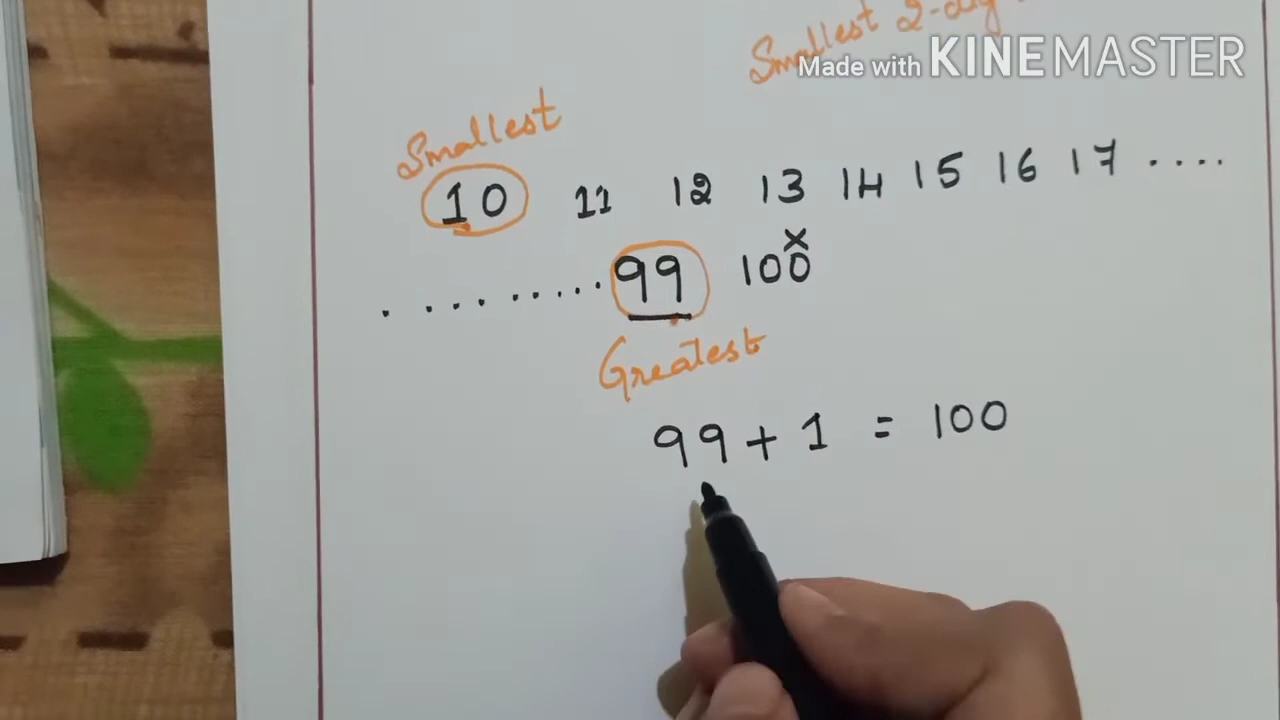 Smallest 2-dig
Made with KINEMASTER
Smallest
10 11 12 13 14 15 16 17 ....
.......... 99 100 x
Greatest
99 + 1 = 100